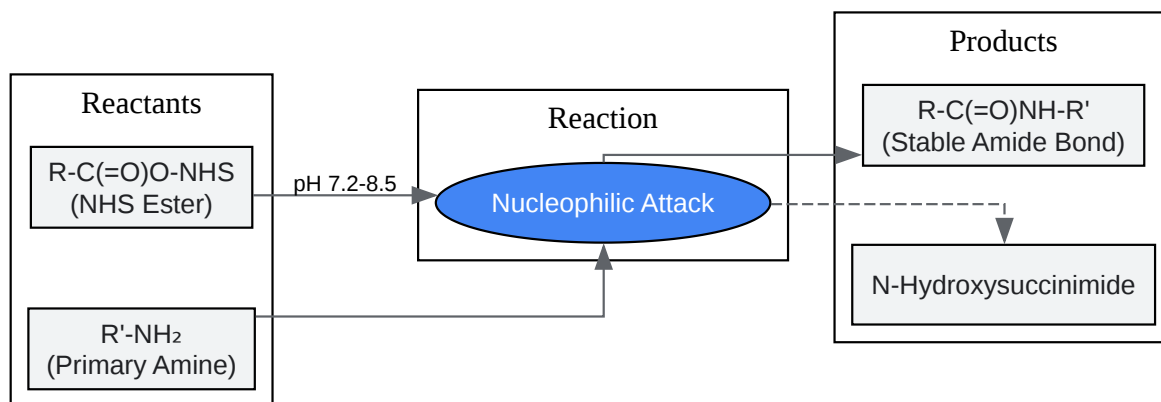 Reactants
R-C(=O)O-NHS
(NHS Ester)
R'-NH₂
(Primary Amine)
pH 7.2-8.5
Reaction
Nucleophilic Attack
Products
R-C(=O)NH-R'
(Stable Amide Bond)
N-Hydroxysuccinimide